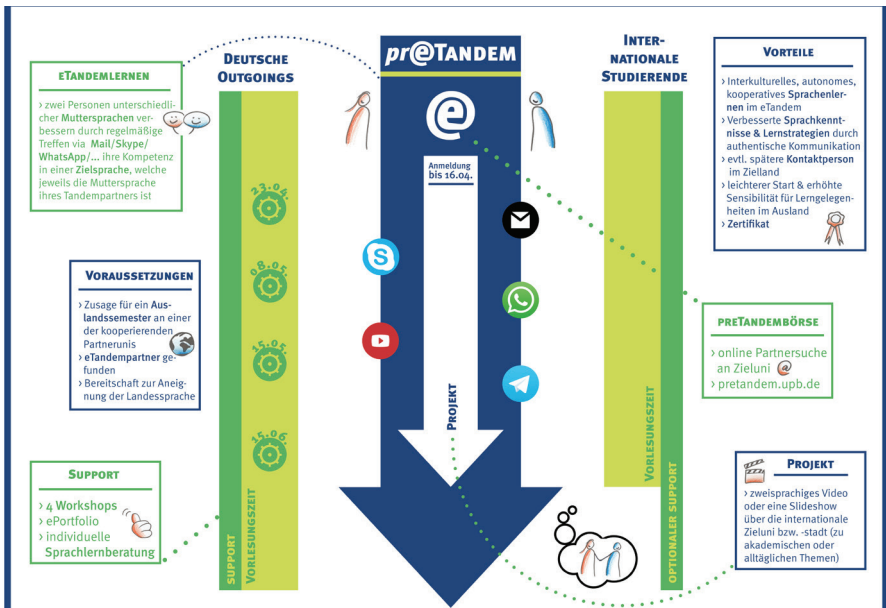 pr@TANDEM
eTANDEMLERNEN
› zwei Personen unterschiedli-
cher Muttersprachen ver-
bessern durch regelmäßige
Treffen via Mail/Skype/
WhatsApp/... ihre Kompetenz
in einer Zielsprache, welche
jeweils die Muttersprache
ihres Tandempartners ist
VORAUSSETZUNGEN
› Zusage für ein Aus-
landssemester an einer
der kooperierenden
Partnerunis
› eTandempartner ge-
funden
› Bereitschaft zur Aneig-
nung der Landessprache
SUPPORT
› 4 Workshops
› ePortfolio
› individuelle
Sprachlernberatung
DEUTSCHE
OUTGOINGS
23.04.
08.05.
15.05.
15.06.
SUPPORT
VORLESUNGSZEIT
@
Anmeldung
bis 16.04.
S
PROJEKT
INTER-
NATIONALE
STUDIERENDE
VORLESUNGSZEIT
OPTIONALER SUPPORT
VORTEILE
› Interkulturelles, autonomes,
kooperatives Sprachenler-
nen im eTandem
› Verbesserte Sprachkennt-
nisse & Lernstrategien durch
authentische Kommunikation
› evtl. spätere Kontaktperson
im Zielland
› leichterer Start & erhöhte
Sensibilität für Lerngelegen-
heiten im Ausland
› Zertifikat
PRETANDEMBÖRSE
› online Partnersuche
an Zieluni @
› pretandem.upb.de
PROJEKT
› zweisprachiges Video
oder eine Slideshow
über die internationale
Zieluni bzw. -stadt (zu
akademischen oder
alltäglichen Themen)